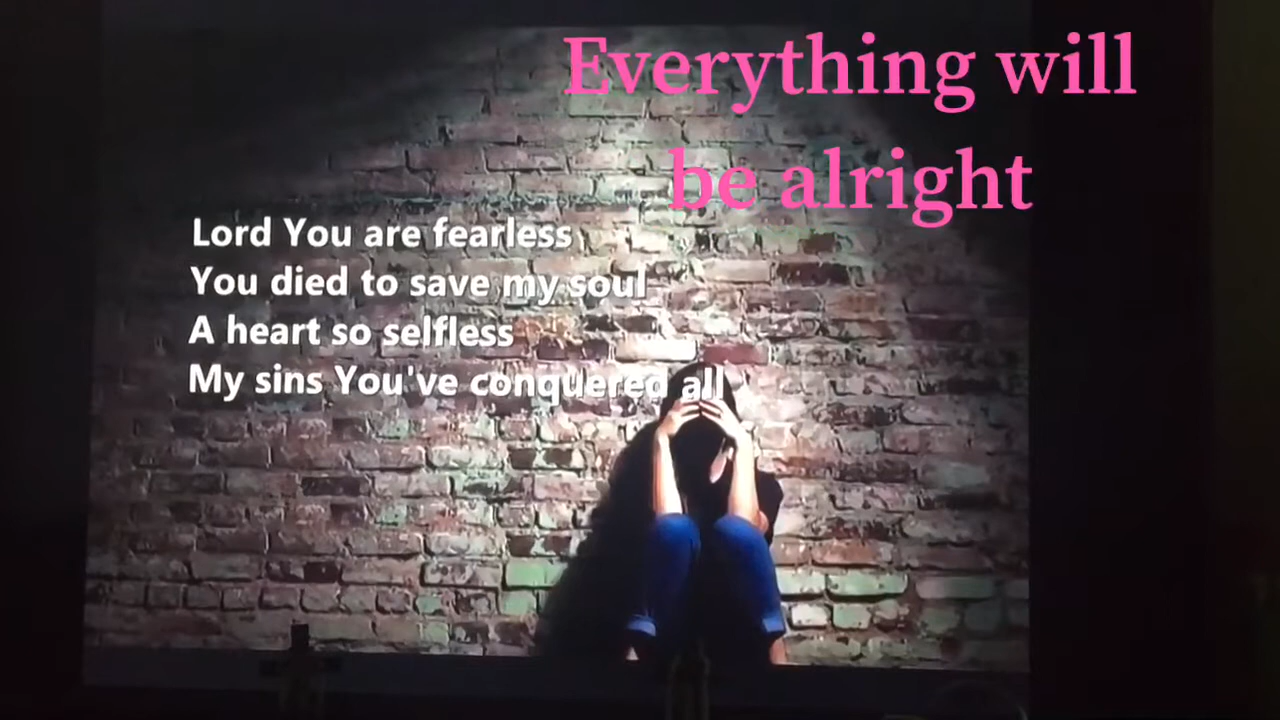 Everything will
be alright
Lord You are fearless
You died to save my soul
A heart so selfless
My sins You've conquered all